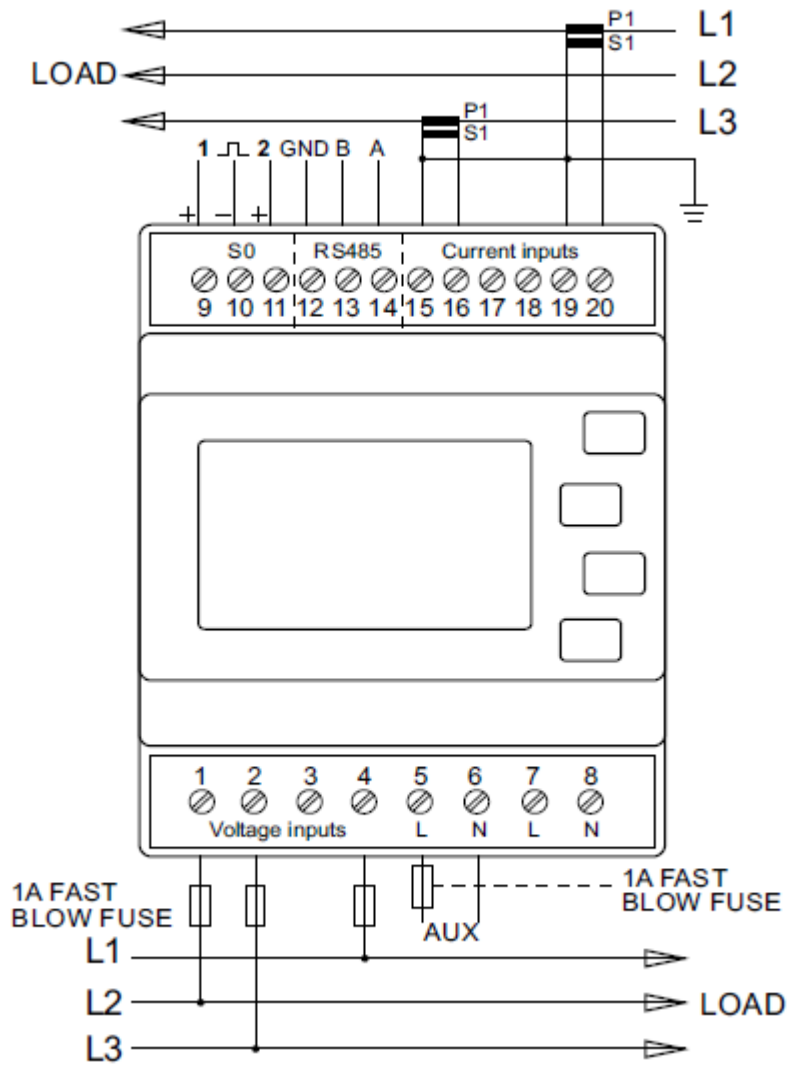 P1 L1
S1
LOAD L2
P1 L3
S1
1 2 GND B A
+ − +
S0 RS485 Current inputs
9 10 11 12 13 14 15 16 17 18 19 20
1 2 3 4 5 6 7 8
Voltage inputs L N L N
1A FAST
BLOW FUSE
1A FAST
BLOW FUSE
AUX
L1
L2 LOAD
L3